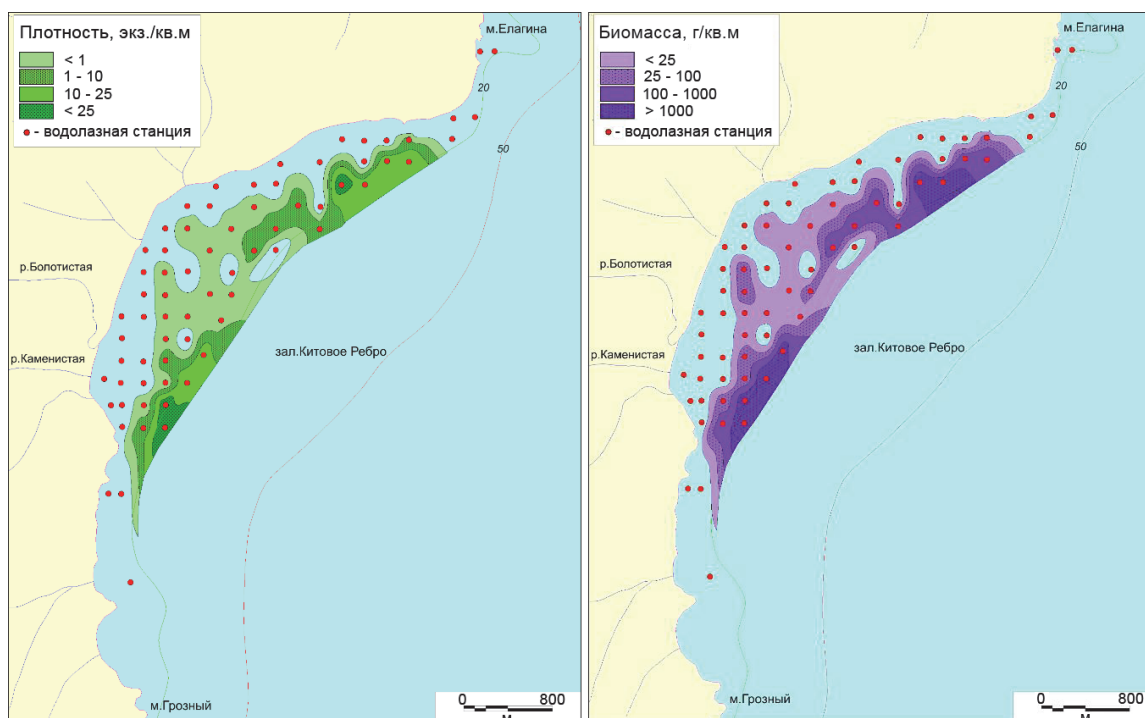 Плотность, экз./кв.м
< 1
1 - 10
10 - 25
< 25
- водолазная станция
м.Елагина
20
50
р.Болотистая
р.Каменистая
зал.Китовое Ребро
м.Грозный
0 800
м
Биомасса, г/кв.м
< 25
25 - 100
100 - 1000
> 1000
- водолазная станция
м.Елагина
20
50
р.Болотистая
р.Каменистая
зал.Китовое Ребро
м.Грозный
0 800
м